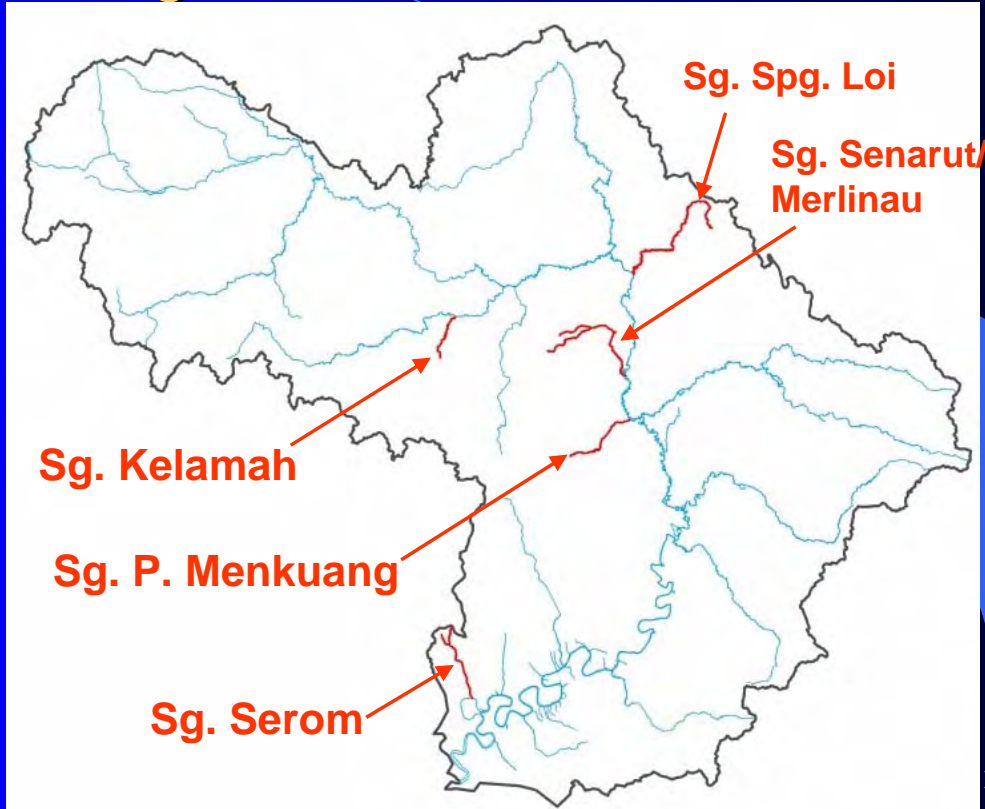 Sg. Spg. Loi
Sg. Senarut/
Merlinau
Sg. Kelamah
Sg. P. Menkuang
Sg. Serom